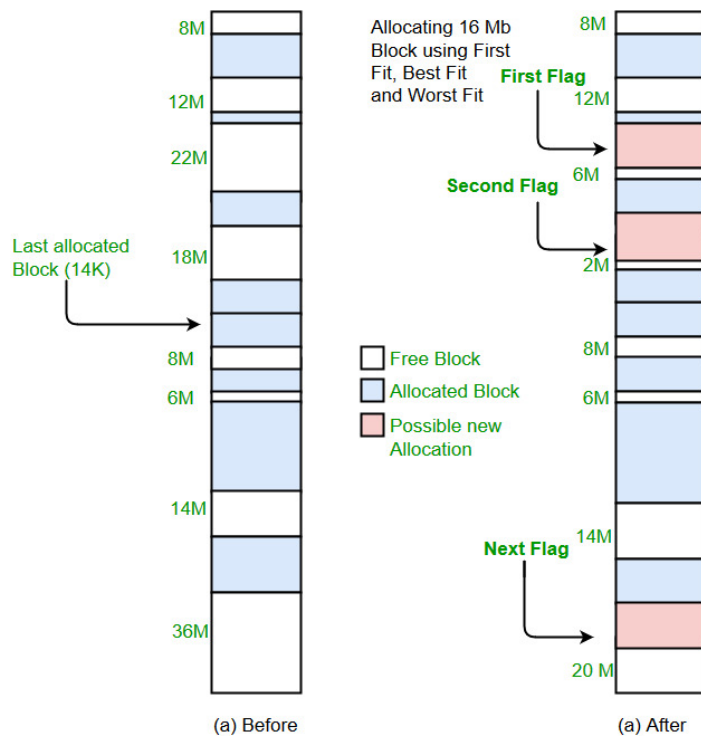 8M
12M
22M
Last allocated
Block (14K)
18M
8M
6M
14M
36M
(a) Before
Allocating 16 Mb
Block using First
Fit, Best Fit
and Worst Fit
First Flag
Second Flag
Free Block
Allocated Block
Possible new
Allocation
Next Flag
8M
12M
6M
2M
8M
6M
14M
20 M
(a) After